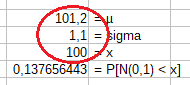 101,2 = μ
1,1 = sigma
100 = x
0,137656443 = P[N(0,1) < x]